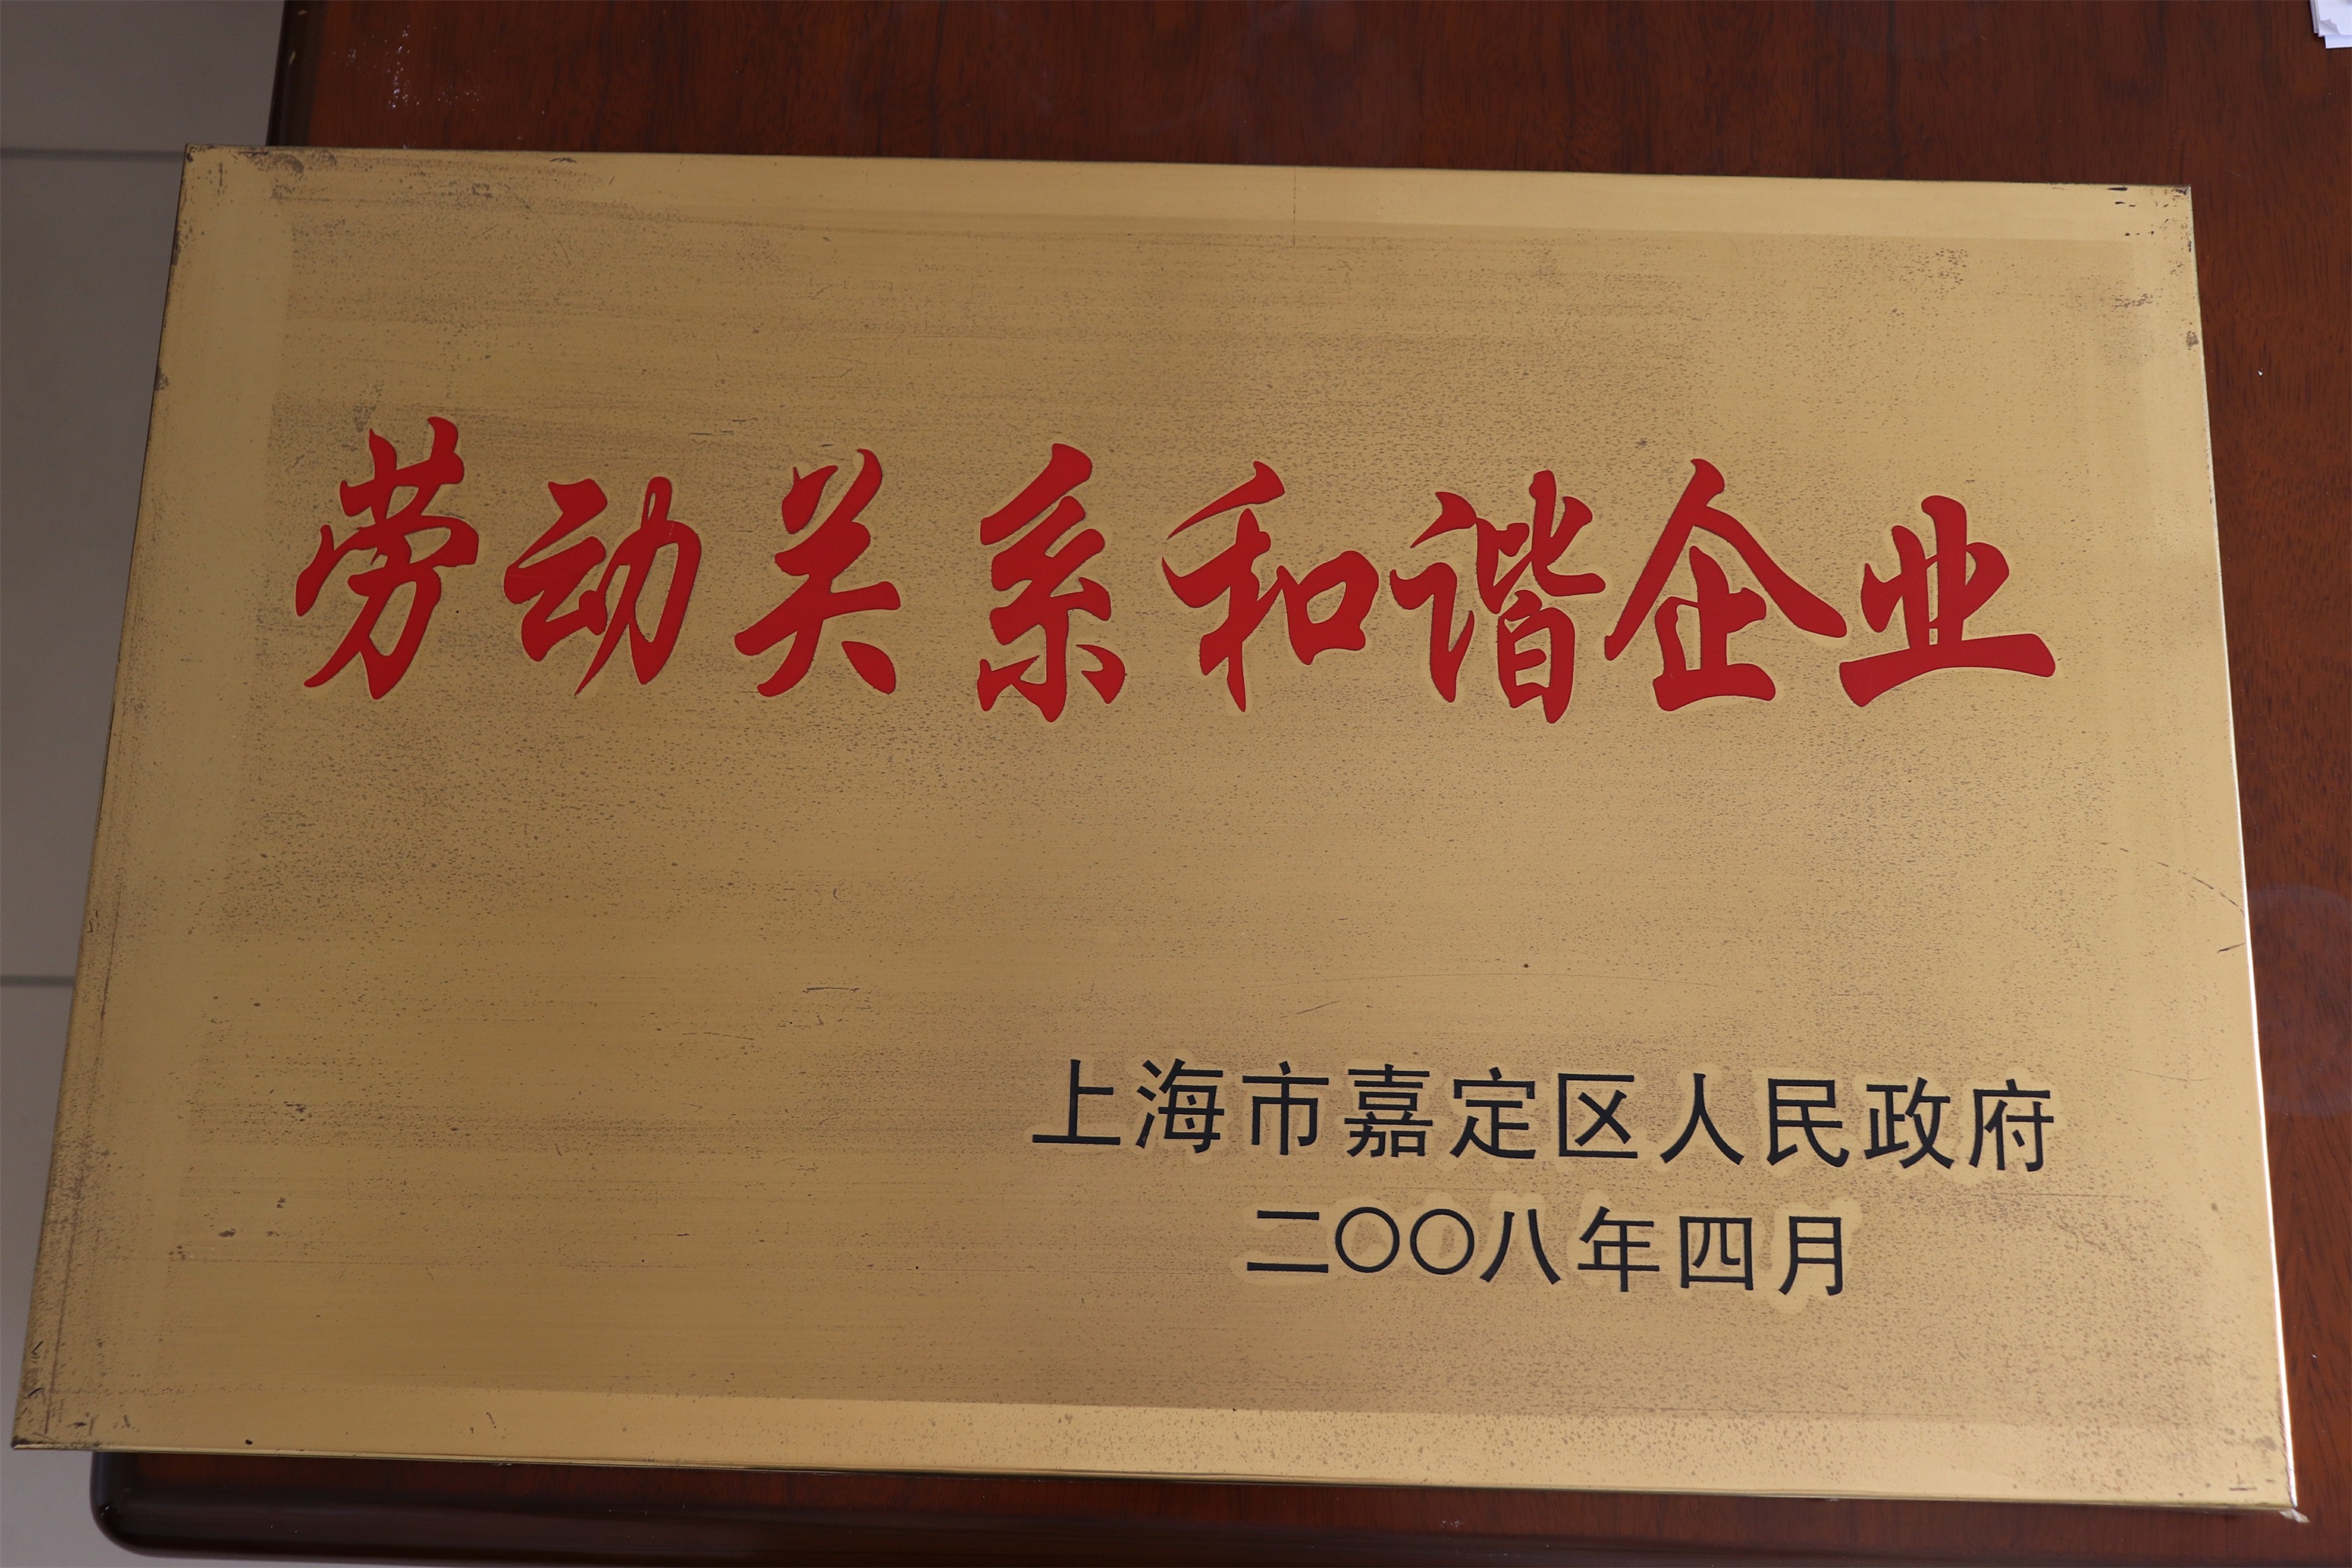 劳动关系和谐企业
上海市嘉定区人民政府
二〇〇八年四月